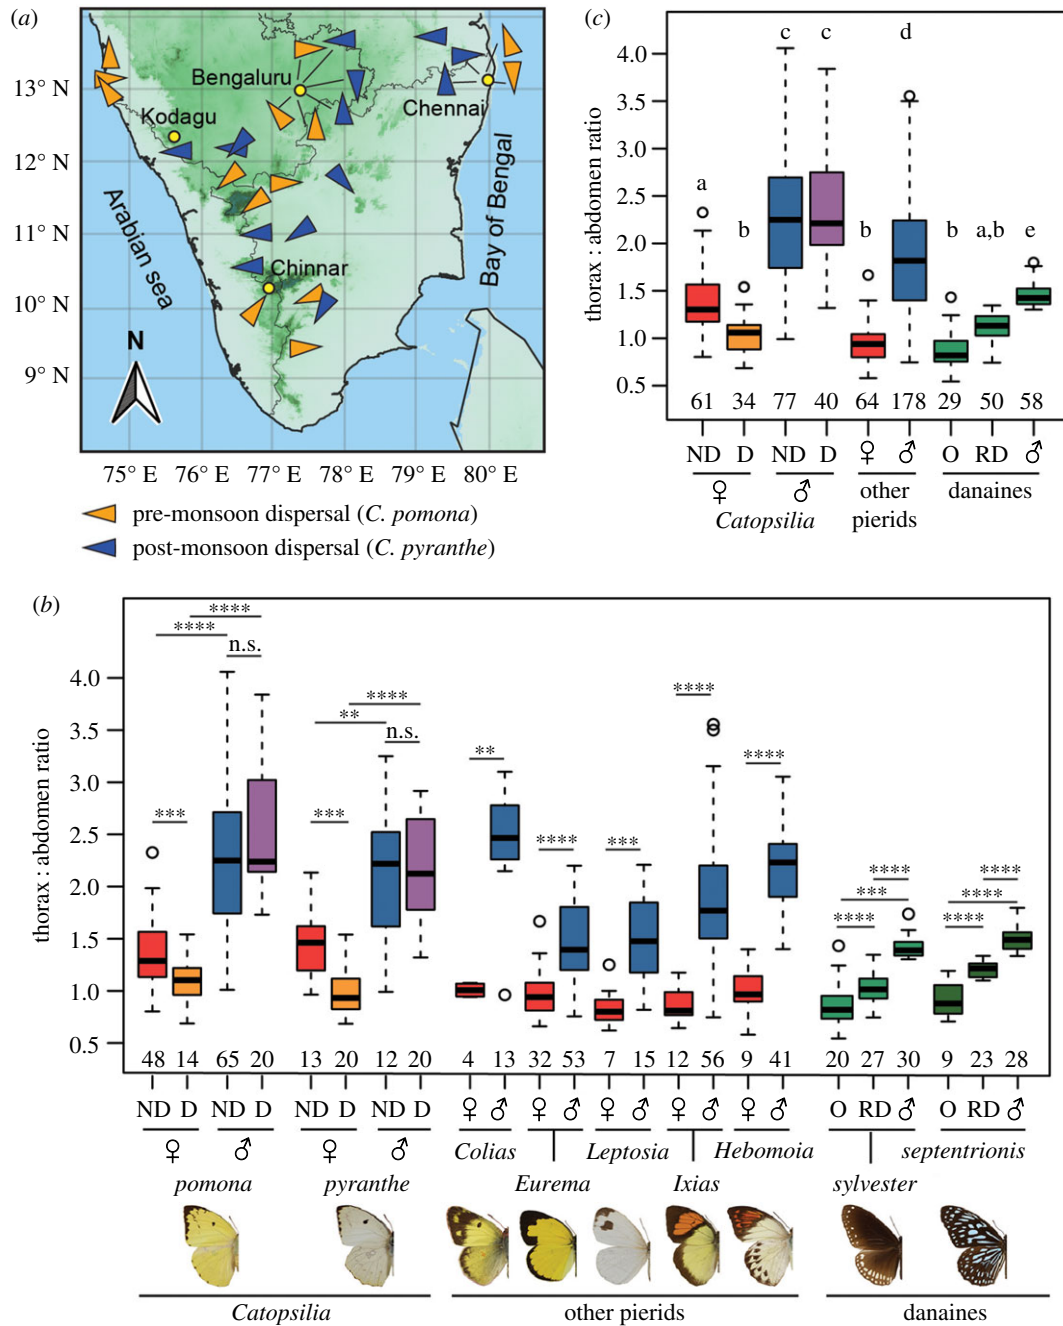 (a)
13° N
12° N
11° N
10° N
9° N
Bengaluru
Chennai
Kodagu
Chinnar
Arabian sea
Bay of Bengal
N
75° E 76° E 77° E 78° E 79° E 80° E
pre-monsoon dispersal (C. pomona)
post-monsoon dispersal (C. pyranthe)
(c)
thorax : abdomen ratio
4.0
3.5
3.0
2.5
2.0
1.5
1.0
0.5
a b c c b d b a,b e
61 34 77 40 64 178 29 50 58
ND D ND D ♀ ♂ O RD ♂
♀ ♂ other danaines
Catopsilia pierids
(b)
thorax : abdomen ratio
4.0
3.5
3.0
2.5
2.0
1.5
1.0
0.5
****
****
n.s.
***
****
**
n.s.
***
**
****
***
****
****
****
***
****
****
****
****
48 14 65 20 13 20 12 20 4 13 32 53 7 15 12 56 9 41 20 27 30 9 23 28
ND D ND D ND D ND D ♀ ♂ ♀ ♂ ♀ ♂ ♀ ♂ ♀ ♂ O RD ♂ O RD ♂
♀ ♂ ♀ ♂ Colias Leptosia Hebomoia septentrionis
pomona pyranthe Eurema Ixias sylvester
Catopsilia other pierids danaines